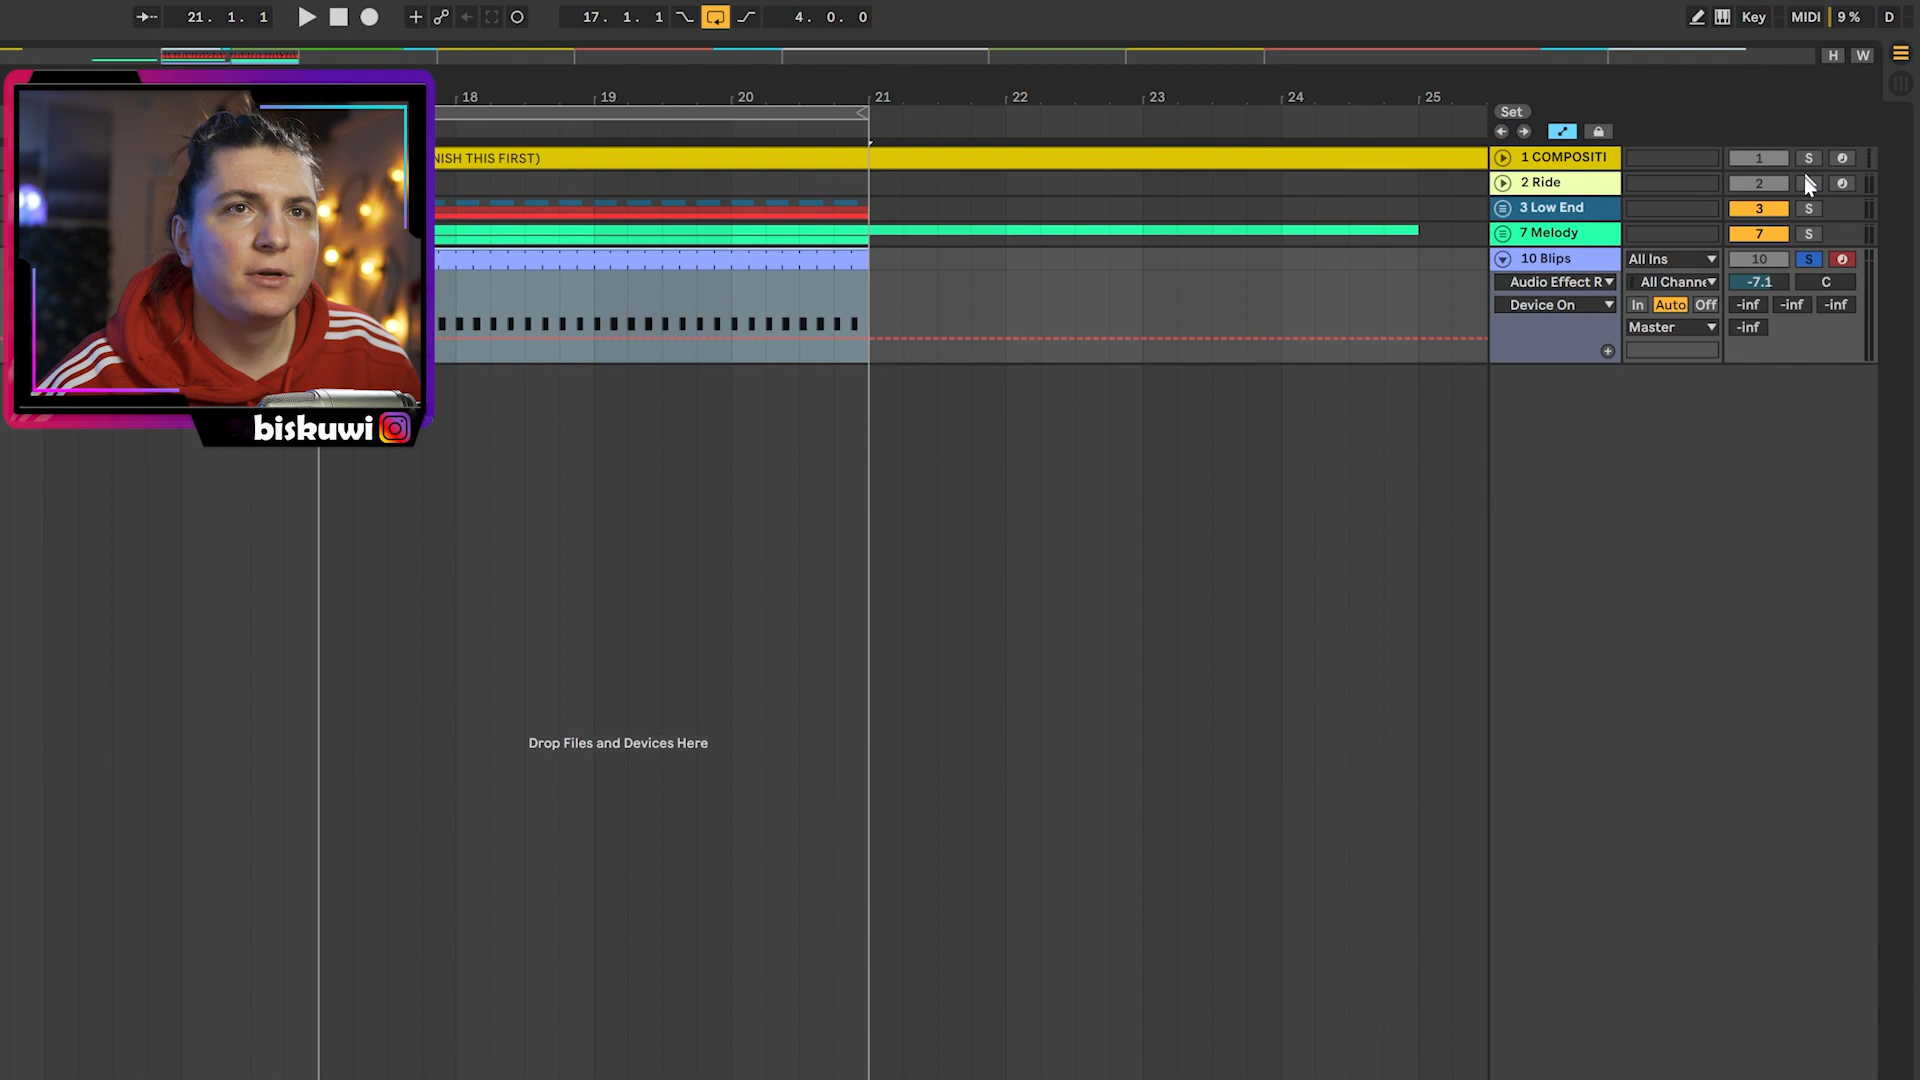 21. 1. 1
17. 1. 1
4. 0. 0
Key
MIDI
9 %
D
H
W
18
19
20
21
22
23
24
25
Set
NISH THIS FIRST)
1 COMPOSITI
1
S
2 Ride
2
3 Low End
3
S
7 Melody
7
S
10 Blips
All Ins
10
S
Audio Effect R
All Channe
-7.1
C
Device On
In
Auto
Off
-inf
-inf
-inf
Master
-inf
biskuwi
Drop Files and Devices Here